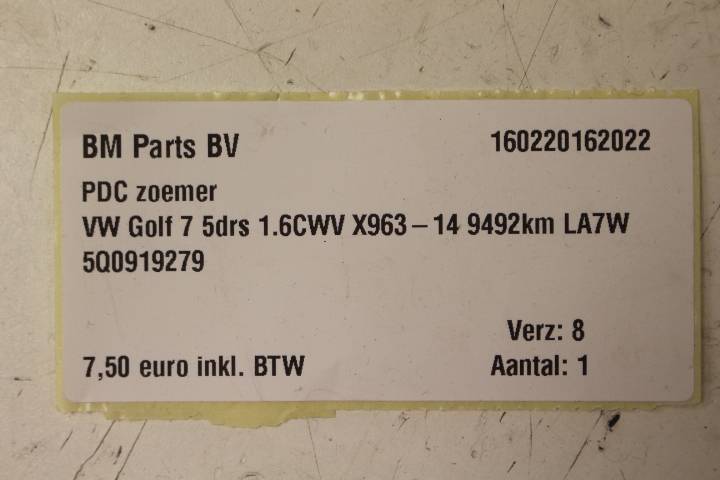 BM Parts BV 160220162022
PDC zoemer
VW Golf 7 5drs 1.6CWV X963-14 9492km LA7W
5Q0919279
Verz: 8
7,50 euro inkl. BTW Aantal: 1